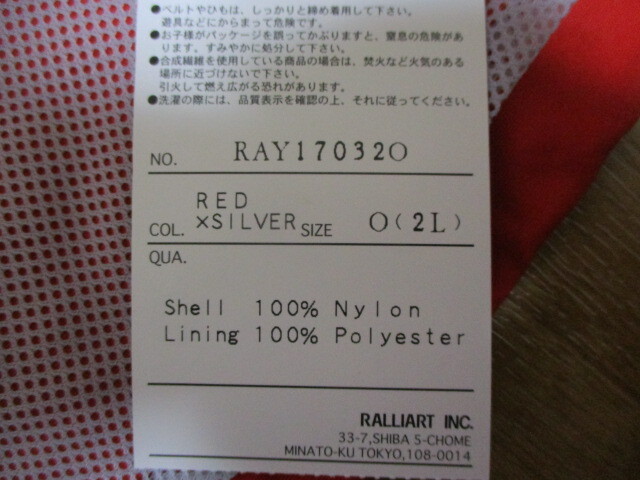 ●ベルトやひもは、しっかりと締め着用して下さい。
遊具などにからまって危険です。
●お子様がパッケージを誤ってかぶりますと、窒息の危険があ
ります。すみやかに処分して下さい。
●合成繊維を使用している商品の場合は、焚火など火気のある
場所に近づけないで下さい。
引火して燃え広がる恐れがあります。
●洗濯の際には、品質表示を確認の上、それに従ってください。
NO. RAY17032O
RED
COL. ×SILVER SIZE O(2L)
QUA.
Shell 100% Nylon
Lining 100% Polyester
RALLIART INC.
33-7,SHIBA 5-CHOME
MINATO-KU TOKYO,108-0014